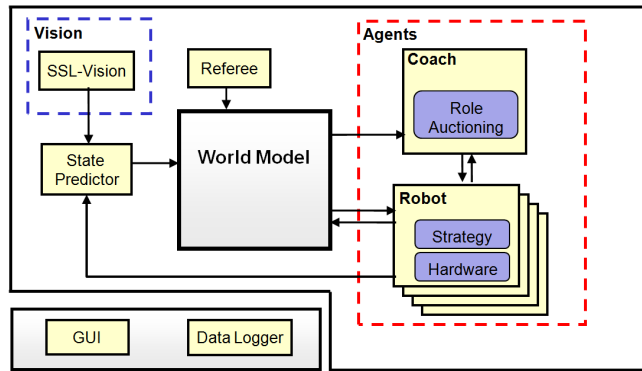 Vision
SSL-Vision
Referee
Agents
Coach
Role
Auctioning
World Model
State
Predictor
Robot
Strategy
Hardware
GUI
Data Logger